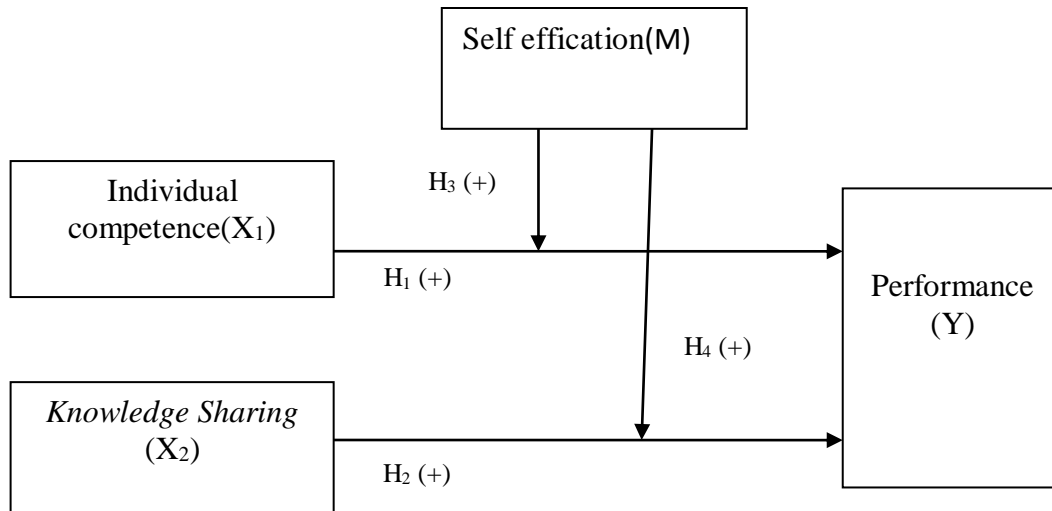 Self effication(M)
H₃ (+)
Individual
competence(X₁)
H₁ (+)
Performance
(Y)
H₄ (+)
Knowledge Sharing
(X₂)
H₂ (+)